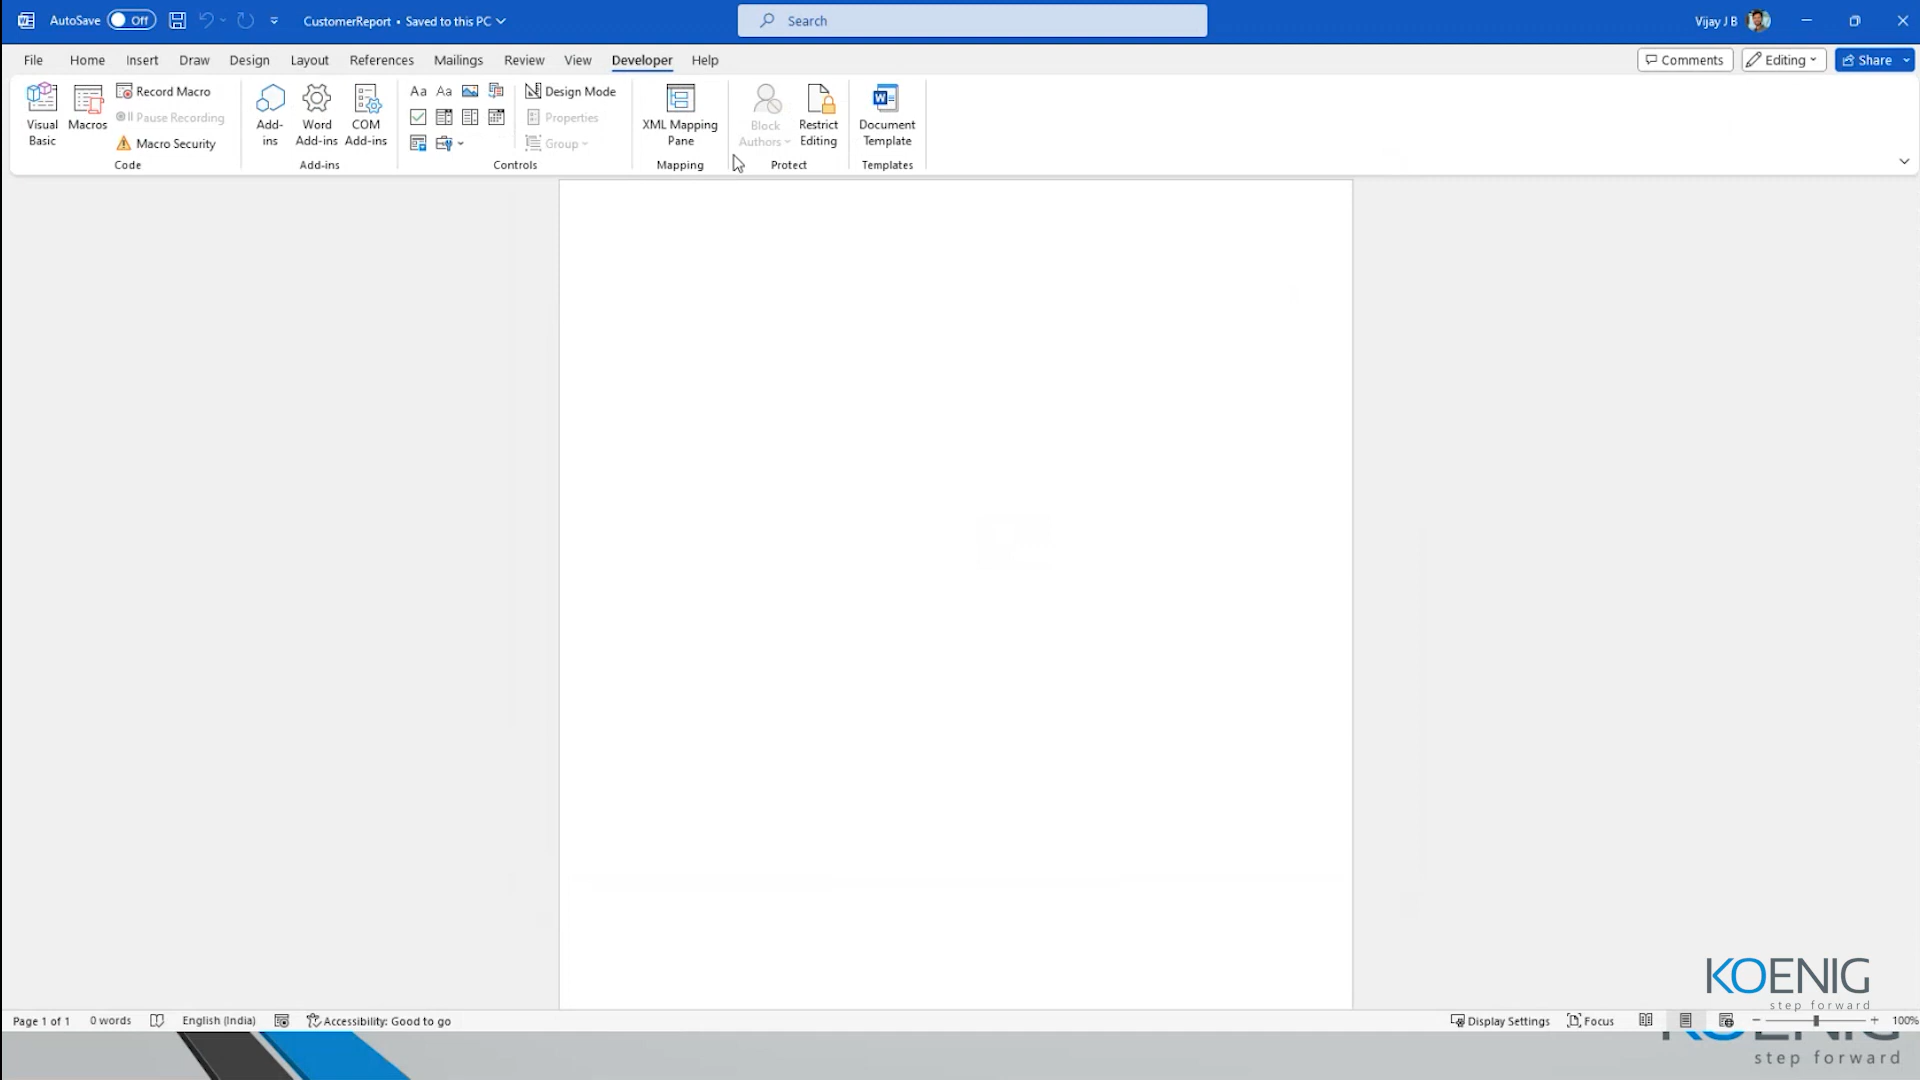 AutoSave Off CustomerReport • Saved to this PC Search Vijay J B
File Home Insert Draw Design Layout References Mailings Review View Developer Help Comments Editing Share
Visual Basic
Macros
Record Macro
Pause Recording
Macro Security
Code
Add-ins
Word Add-ins
COM Add-ins
Add-ins
Aa Aa
Design Mode
Properties
Group
Controls
XML Mapping Pane
Mapping
Block Authors
Restrict Editing
Protect
Document Template
Templates
KOENIG
step forward
Page 1 of 1 0 words English (India) Accessibility: Good to go Display Settings Focus 100%
step forward